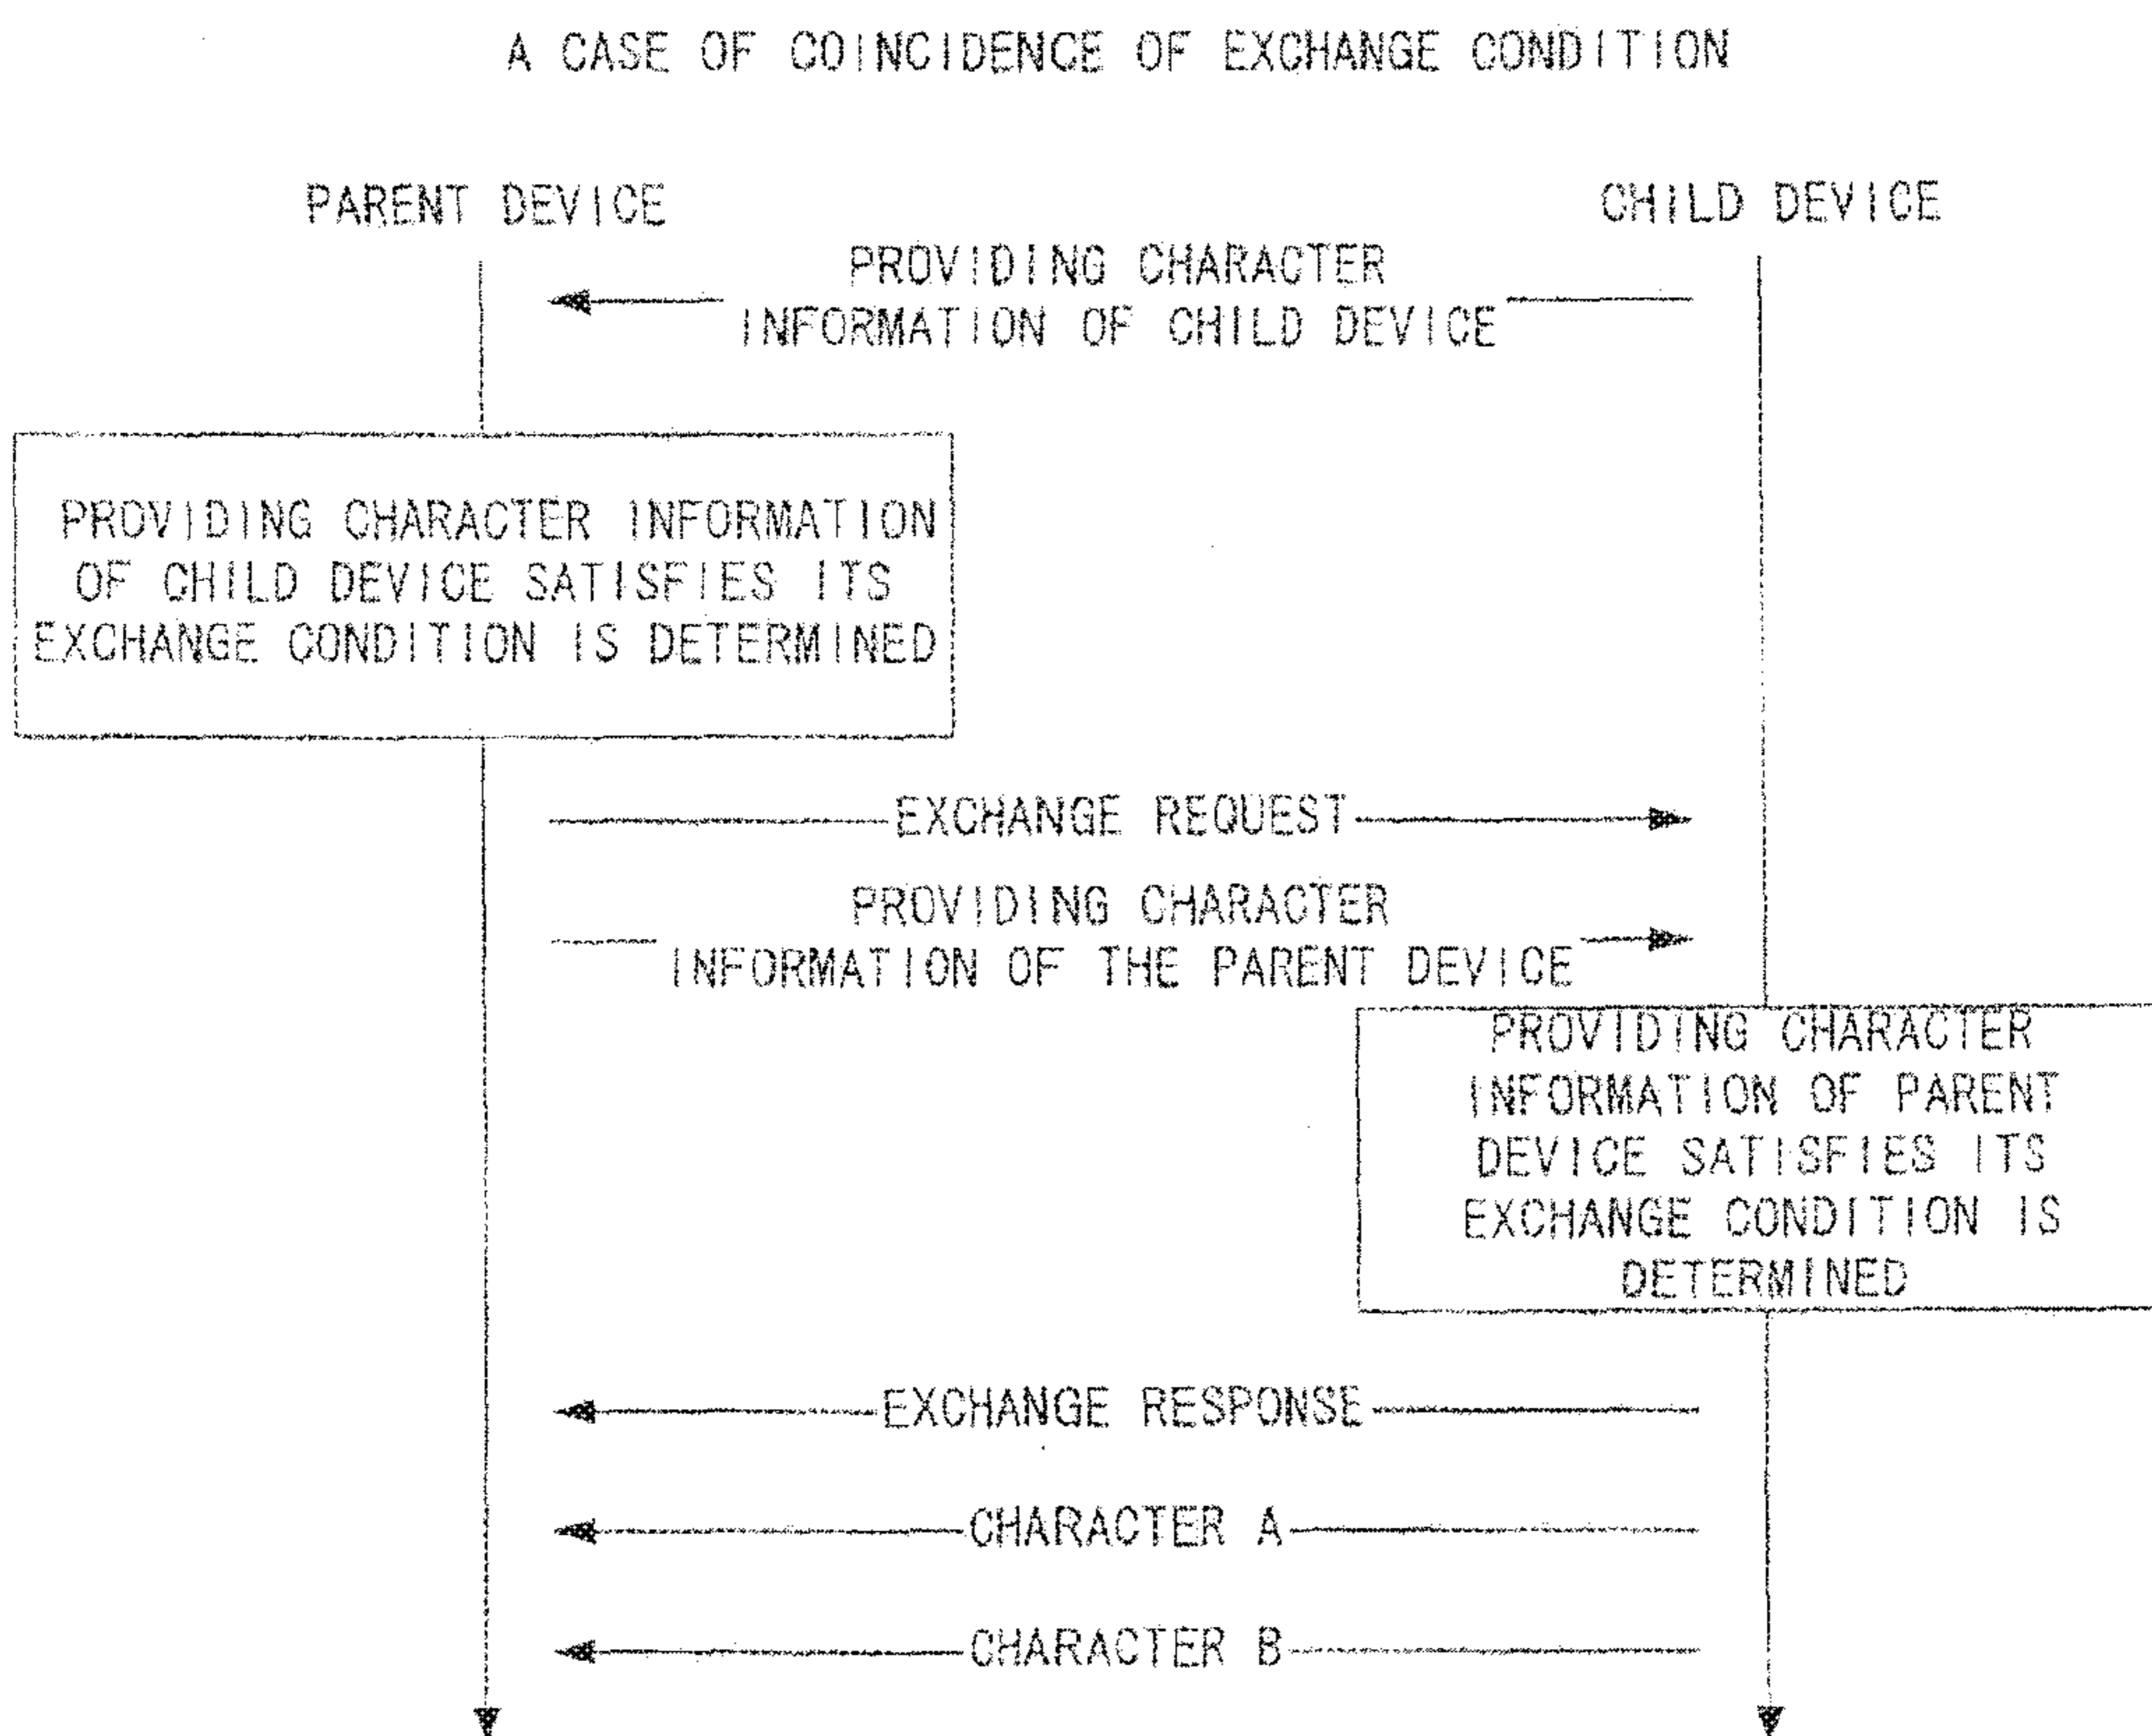 A CASE OF COINCIDENCE OF EXCHANGE CONDITION
PARENT DEVICE
CHILD DEVICE
PROVIDING CHARACTER
INFORMATION OF CHILD DEVICE
PROVIDING CHARACTER INFORMATION
OF CHILD DEVICE SATISFIES ITS
EXCHANGE CONDITION IS DETERMINED
EXCHANGE REQUEST
PROVIDING CHARACTER
INFORMATION OF THE PARENT DEVICE
PROVIDING CHARACTER
INFORMATION OF PARENT
DEVICE SATISFIES ITS
EXCHANGE CONDITION IS
DETERMINED
EXCHANGE RESPONSE
CHARACTER A
CHARACTER B